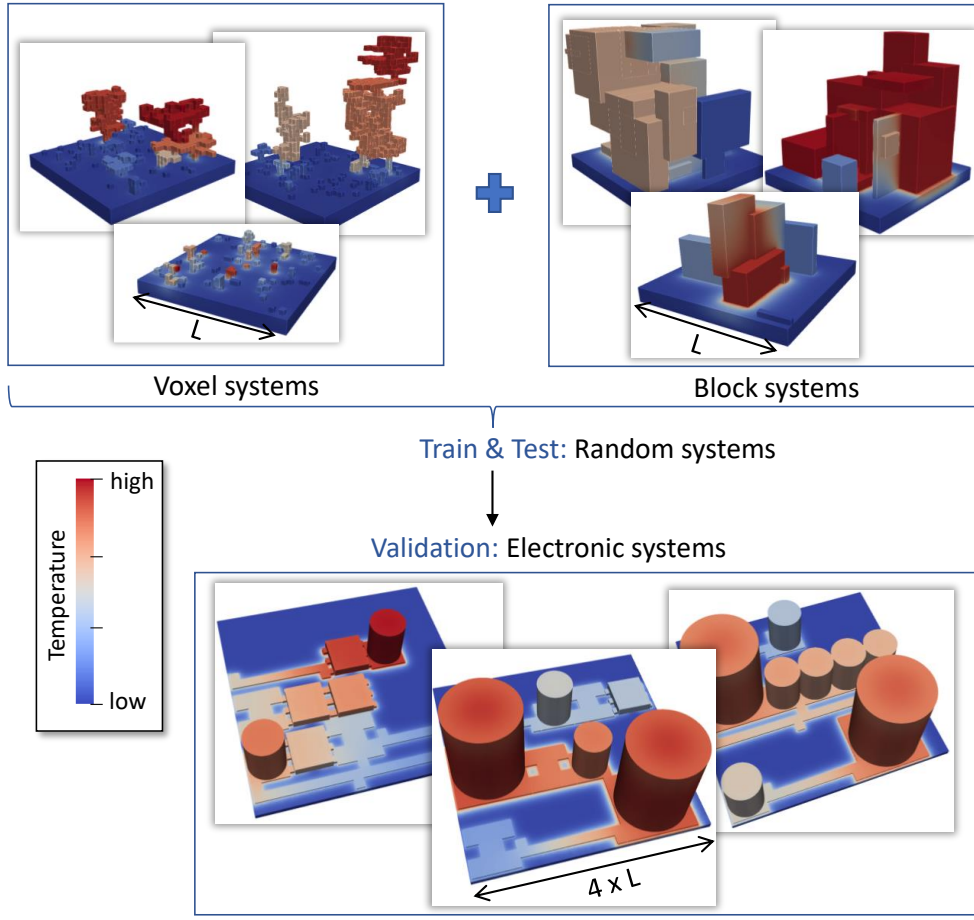 L
L
Voxel systems
Block systems
Train & Test: Random systems
high
Temperature
low
Validation: Electronic systems
4 x L